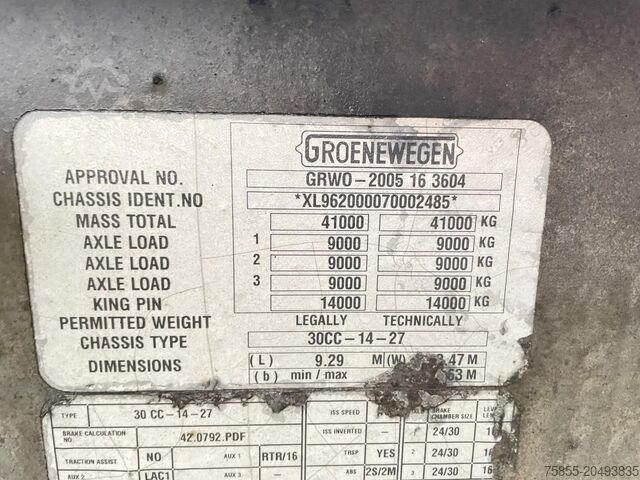 GROENEWEGEN
APPROVAL NO. GRWO-2005 16 3604
CHASSIS IDENT.NO *XL962000070002485*
MASS TOTAL 41000 41000 KG
AXLE LOAD 1 9000 9000 KG
AXLE LOAD 2 9000 9000 KG
AXLE LOAD 3 9000 9000 KG
KING PIN 14000 14000 KG
PERMITTED WEIGHT LEGALLY TECHNICALLY
CHASSIS TYPE 30CC-14-27
DIMENSIONS (L) 9.29 M (W) 47 M
(b) min / max M
TYPE 30 CC-14-27 ISS SPEED BRAKE CHAMBER SIZE
BRAKE CALCULATION NO. 42.0792.PDF ISS INVERTED - 1 24/30
TRACTION ASSIST NO AUX 1 RTR/16 PTS YES 2 24/30
AUX 2 LAC1 AUX 3 - ABS 2S/2M 3 24/30
75855-20493835